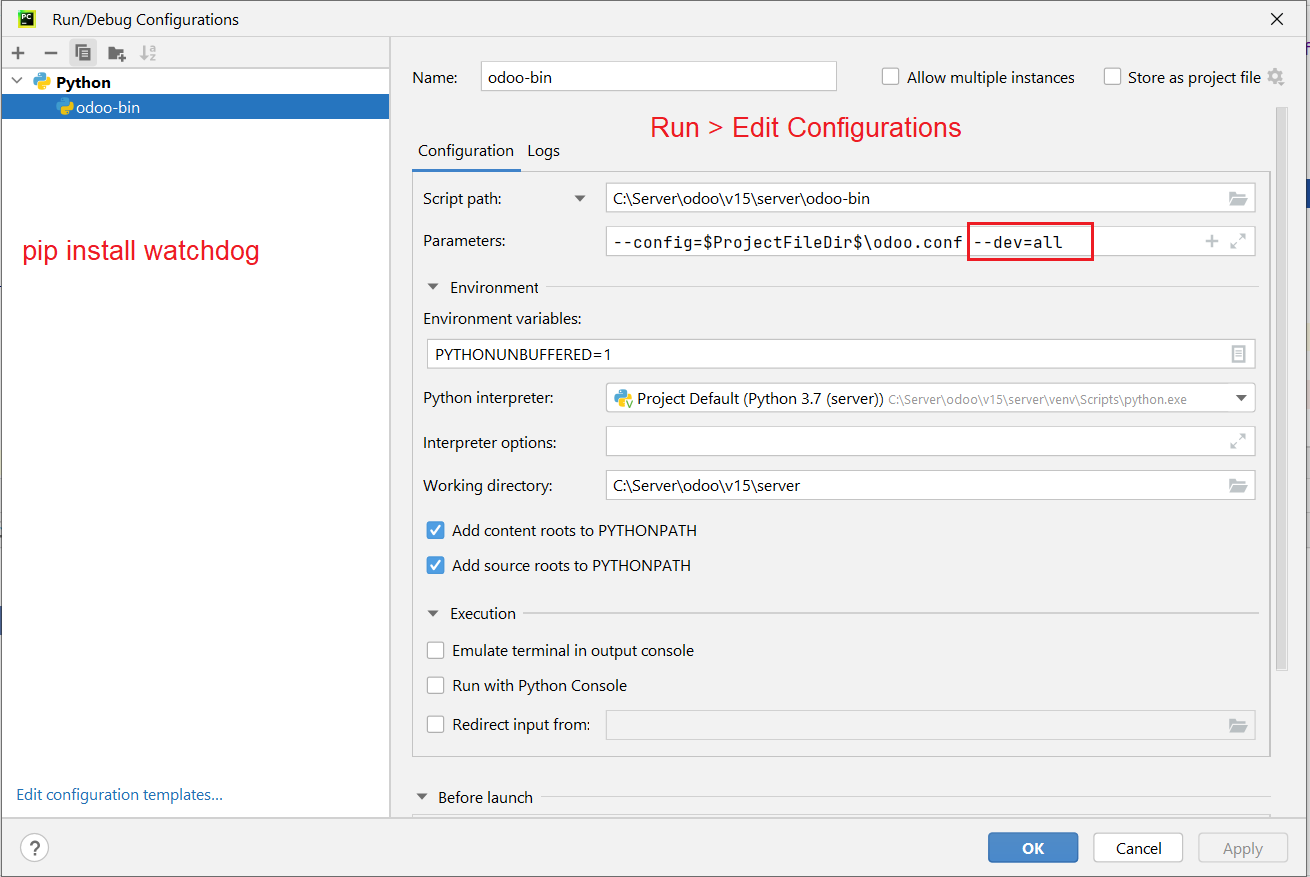 Run/Debug Configurations
Python
odoo-bin
Name: odoo-bin
Allow multiple instances
Store as project file
Run > Edit Configurations
Configuration Logs
pip install watchdog
Script path: C:\Server\odoo\v15\server\odoo-bin
Parameters: --config=$ProjectFileDir$\odoo.conf --dev=all
Environment
Environment variables:
PYTHONUNBUFFERED=1
Python interpreter: Project Default (Python 3.7 (server)) C:\Server\odoo\v15\server\venv\Scripts\python.exe
Interpreter options:
Working directory: C:\Server\odoo\v15\server
Add content roots to PYTHONPATH
Add source roots to PYTHONPATH
Execution
Emulate terminal in output console
Run with Python Console
Redirect input from:
Edit configuration templates...
Before launch
? OK Cancel Apply